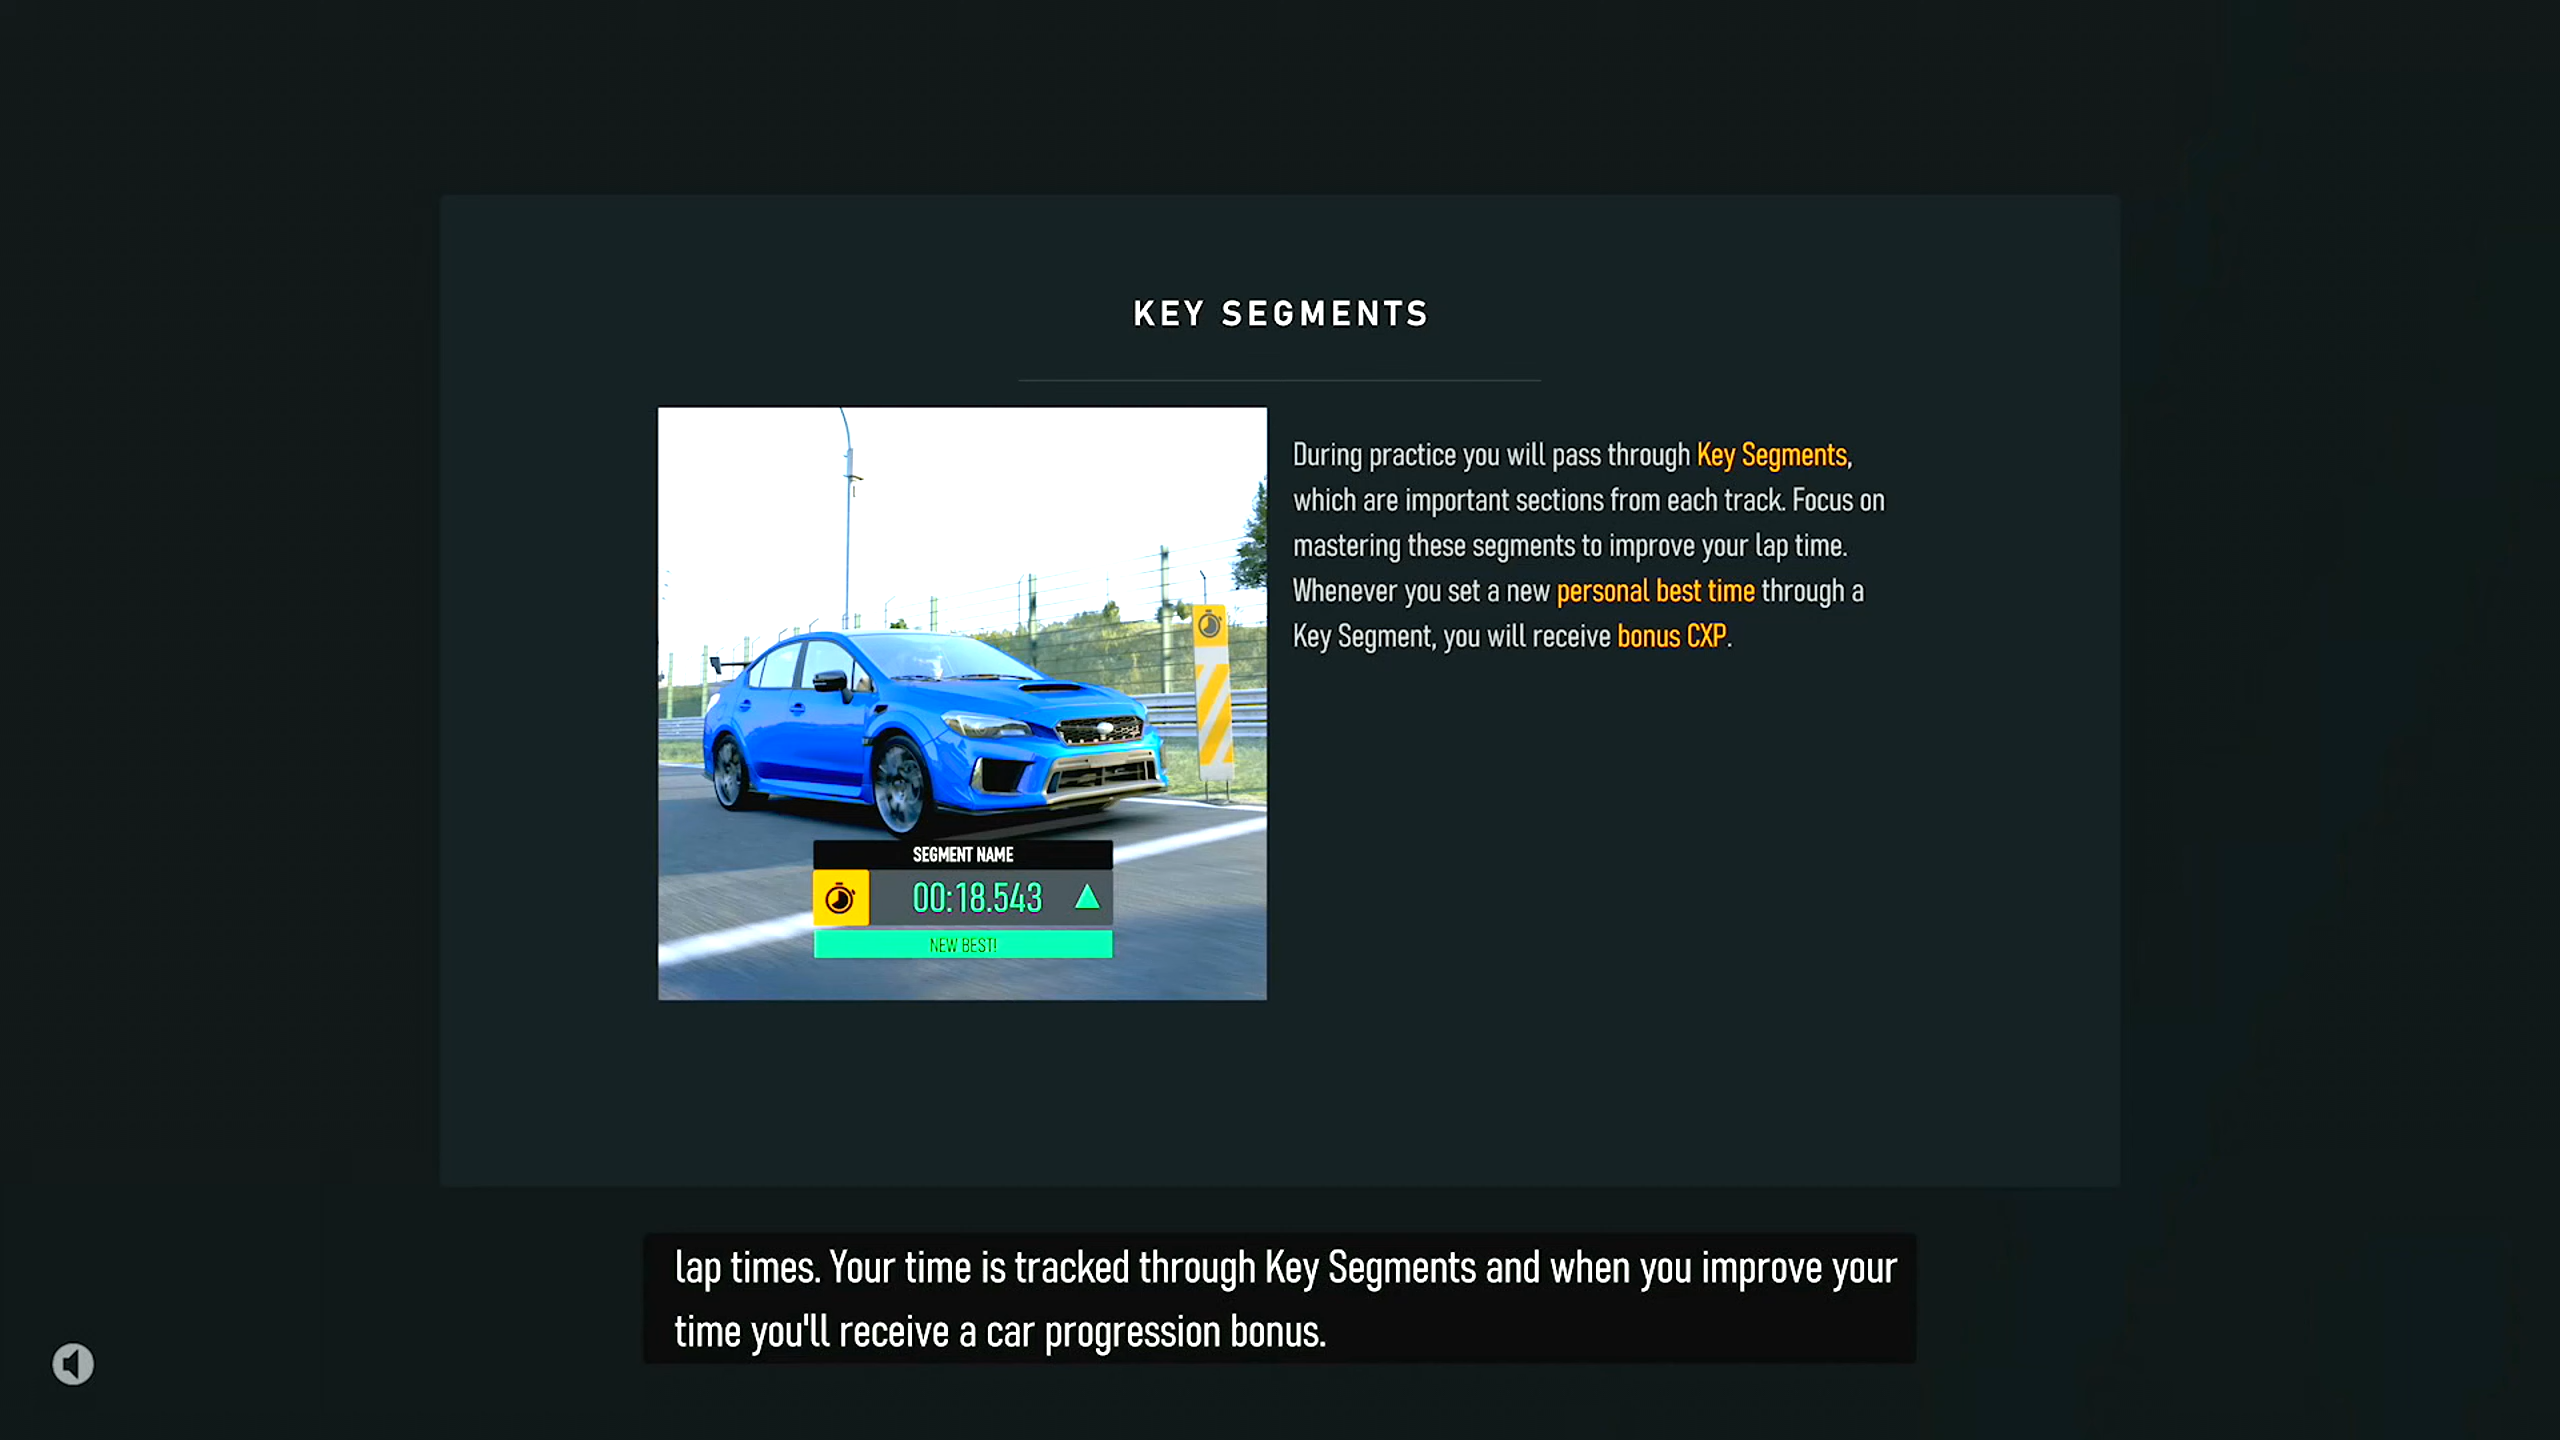 KEY SEGMENTS
During practice you will pass through Key Segments,
which are important sections from each track. Focus on
mastering these segments to improve your lap time.
Whenever you set a new personal best time through a
Key Segment, you will receive bonus CXP.
SEGMENT NAME
00:18.543
NEW BEST!
lap times. Your time is tracked through Key Segments and when you improve your
time you'll receive a car progression bonus.